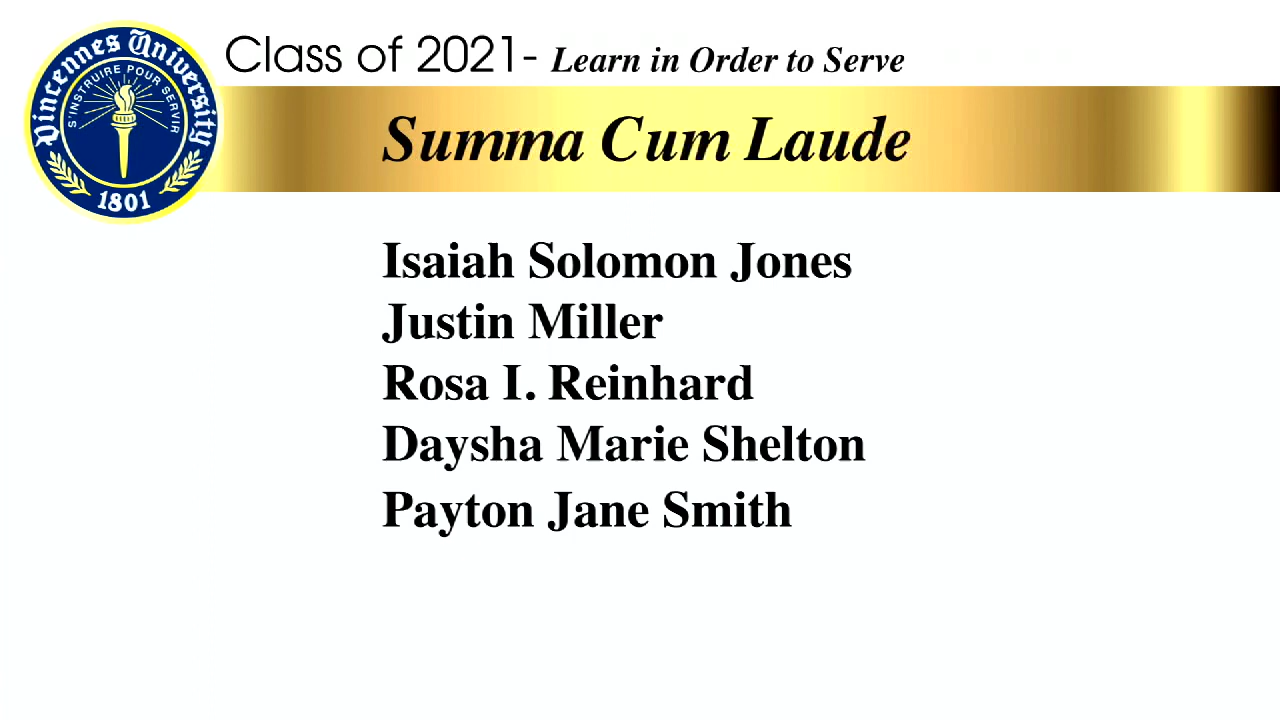 Vincennes University
S'INSTRUIRE POUR SERVIR
1801
Class of 2021- Learn in Order to Serve
Summa Cum Laude
Isaiah Solomon Jones
Justin Miller
Rosa I. Reinhard
Daysha Marie Shelton
Payton Jane Smith